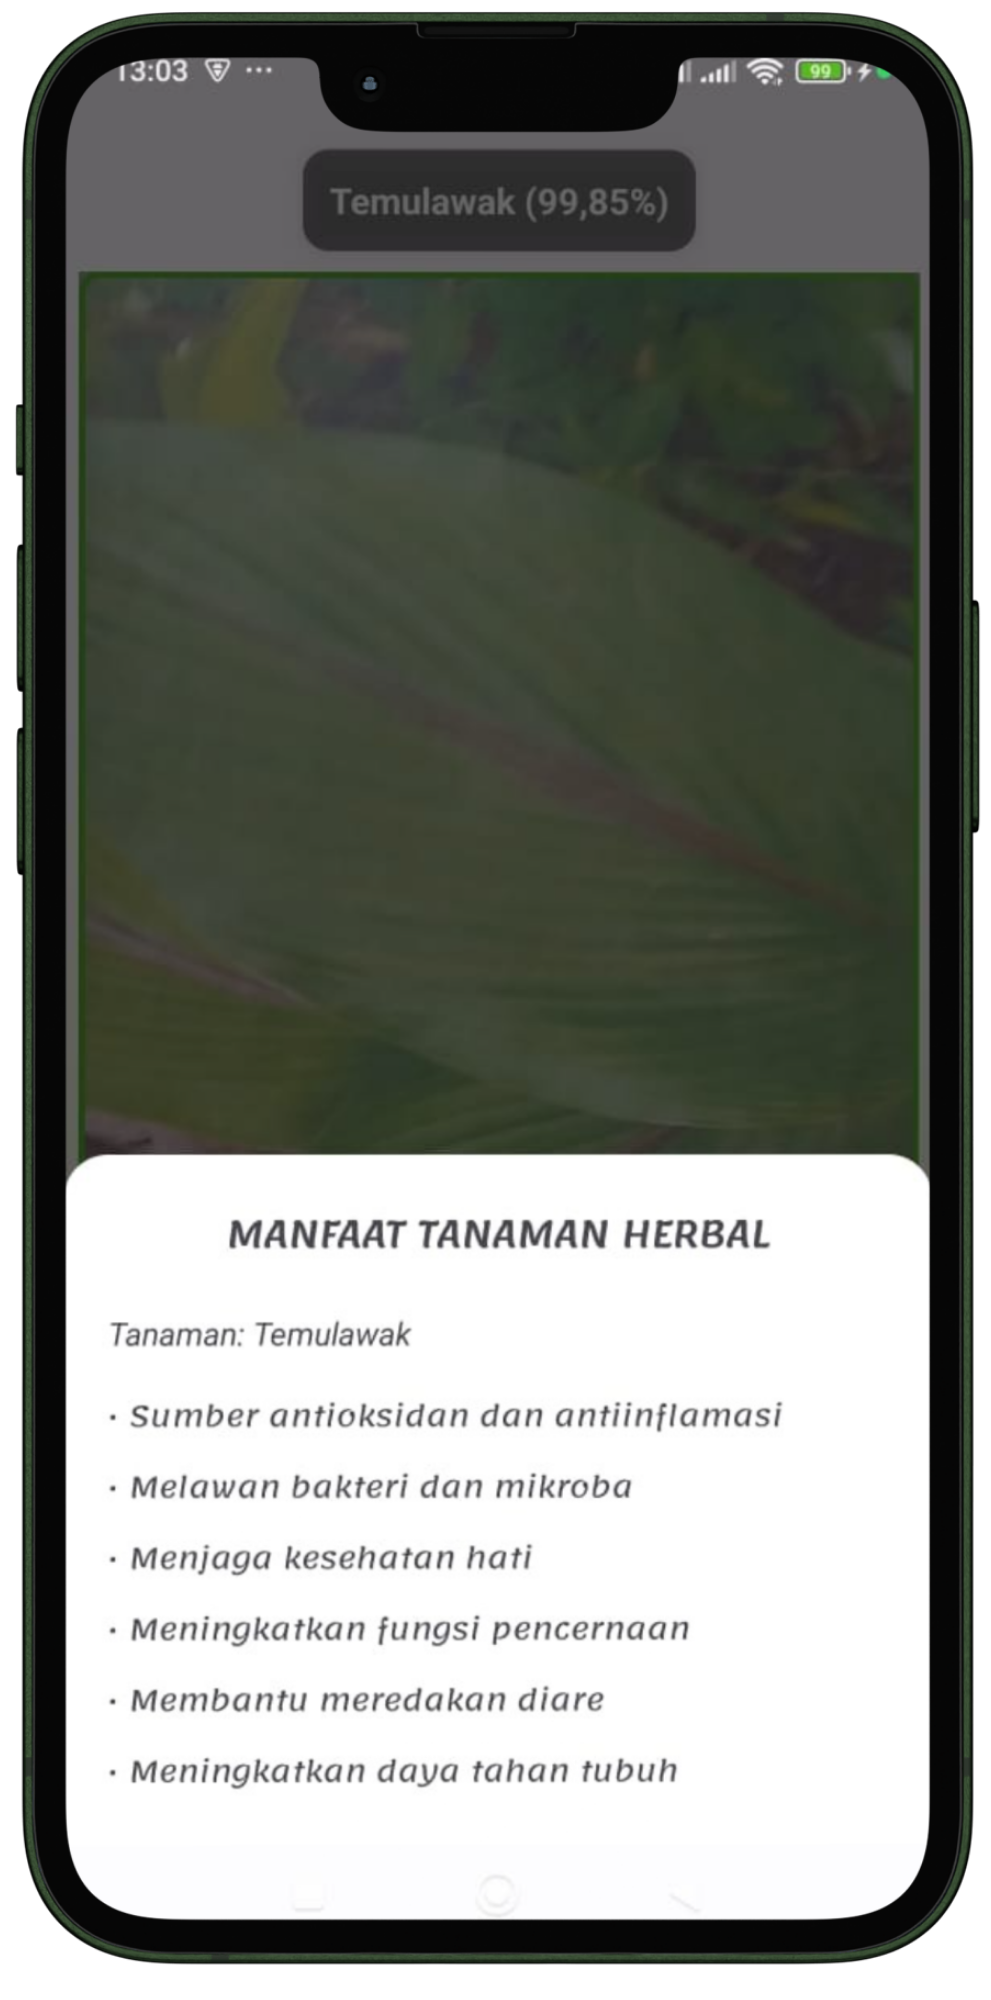 13:03
99
Temulawak (99,85%)
MANFAAT TANAMAN HERBAL
Tanaman: Temulawak
· Sumber antioksidan dan antiinflamasi
· Melawan bakteri dan mikroba
· Menjaga kesehatan hati
· Meningkatkan fungsi pencernaan
· Membantu meredakan diare
· Meningkatkan daya tahan tubuh